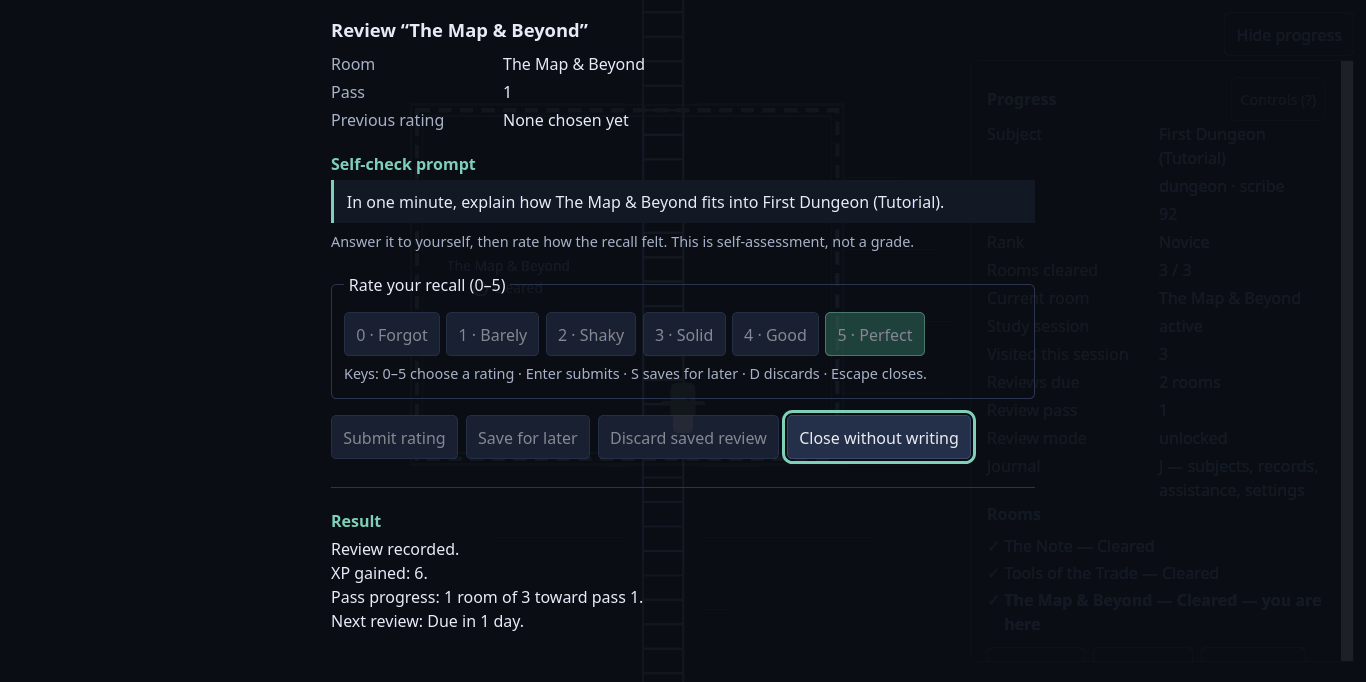 Review “The Map & Beyond”
Room The Map & Beyond
Pass 1
Previous rating None chosen yet
Self-check prompt
In one minute, explain how The Map & Beyond fits into First Dungeon (Tutorial).
Answer it to yourself, then rate how the recall felt. This is self-assessment, not a grade.
The Map & Beyond
Rate your recall (0–5)
0 · Forgot 1 · Barely 2 · Shaky 3 · Solid 4 · Good 5 · Perfect
Keys: 0–5 choose a rating · Enter submits · S saves for later · D discards · Escape closes.
Submit rating Save for later Discard saved review Close without writing
Result
Review recorded.
XP gained: 6.
Pass progress: 1 room of 3 toward pass 1.
Next review: Due in 1 day.
Hide progress
Progress Controls (?)
Subject First Dungeon
(Tutorial)
dungeon · scribe
92
Rank Novice
Rooms cleared 3 / 3
Current room The Map & Beyond
Study session active
Visited this session 3
Reviews due 2 rooms
Review pass 1
Review mode unlocked
Journal J — subjects, records,
assistance, settings
Rooms
✓ The Note — Cleared
✓ Tools of the Trade — Cleared
✓ The Map & Beyond — Cleared — you are
here